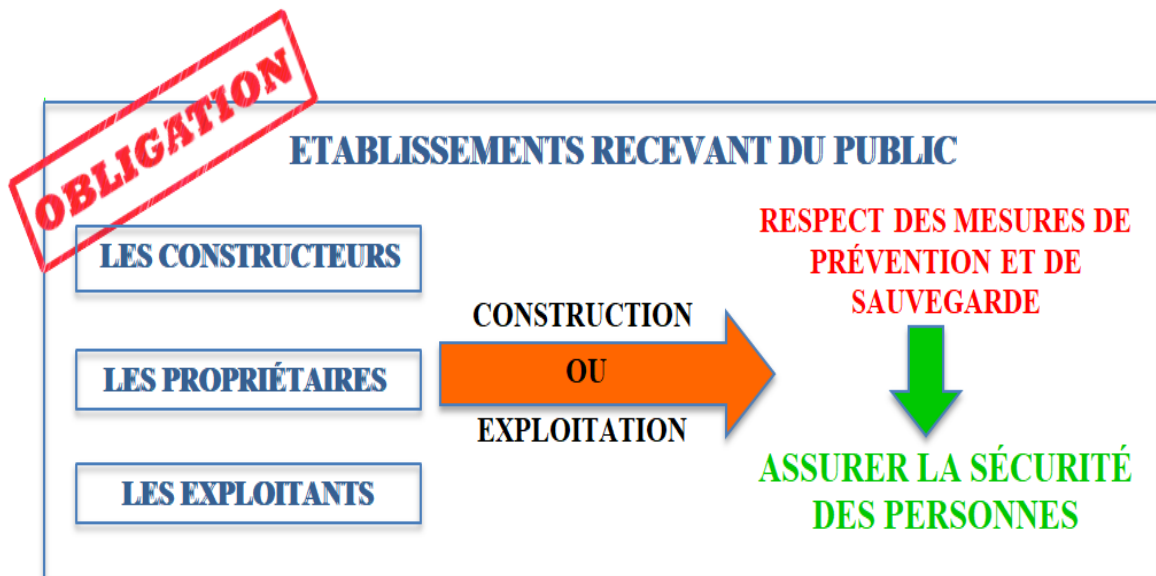 OBLIGATION
ETABLISSEMENTS RECEVANT DU PUBLIC
LES CONSTRUCTEURS
LES PROPRIÉTAIRES
LES EXPLOITANTS
CONSTRUCTION
OU
EXPLOITATION
RESPECT DES MESURES DE
PRÉVENTION ET DE
SAUVEGARDE
ASSURER LA SÉCURITÉ
DES PERSONNES